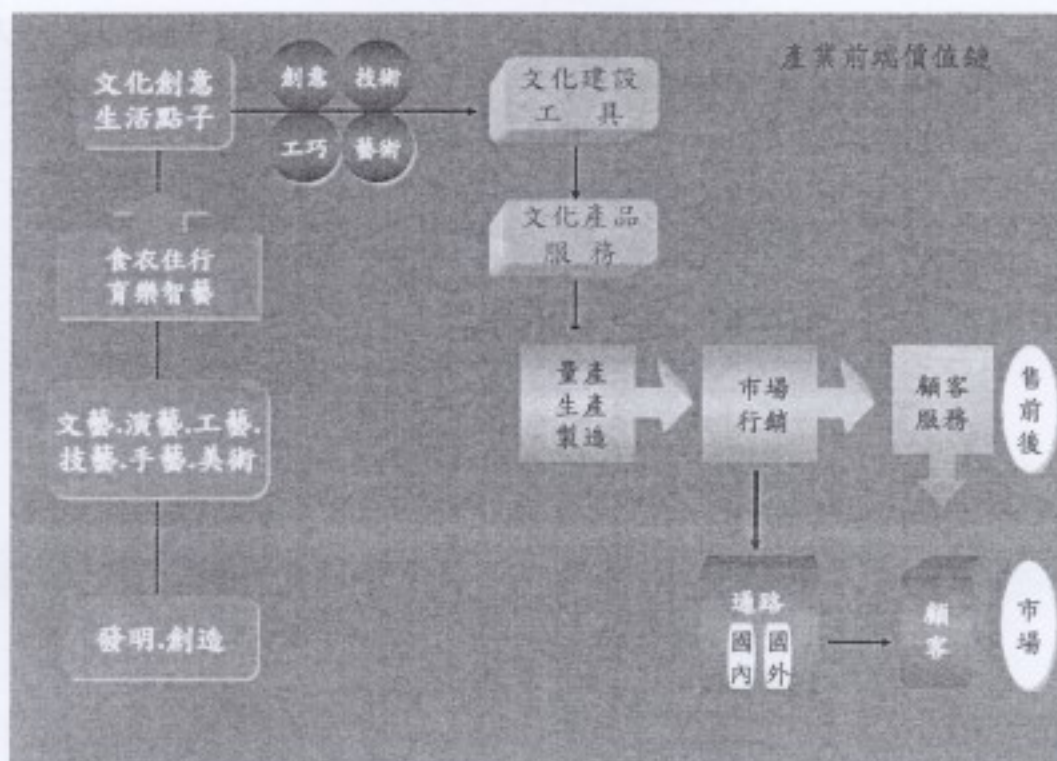 產業前端價值鏈
文化創意
生活點子
創意
技術
工巧
藝術
文化建設
工具
食衣住行
育樂智藝
文化產品
服務
文藝.演藝.工藝.
技藝.手藝.美術
發明.創造
量產
生產
製造
市場
行銷
顧客
服務
售前後
通路
國內
國外
顧客
市場